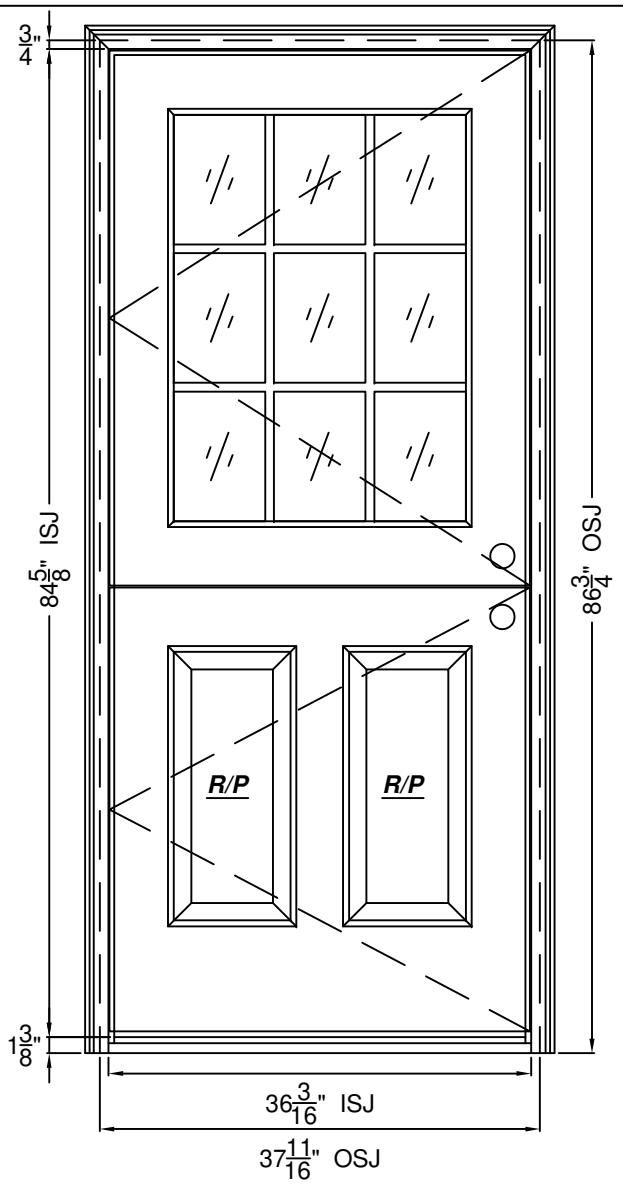 3/4"
84 5/8" ISJ
86 3/4" OSJ
R/P R/P
1 3/8"
36 3/16" ISJ
37 11/16" OSJ